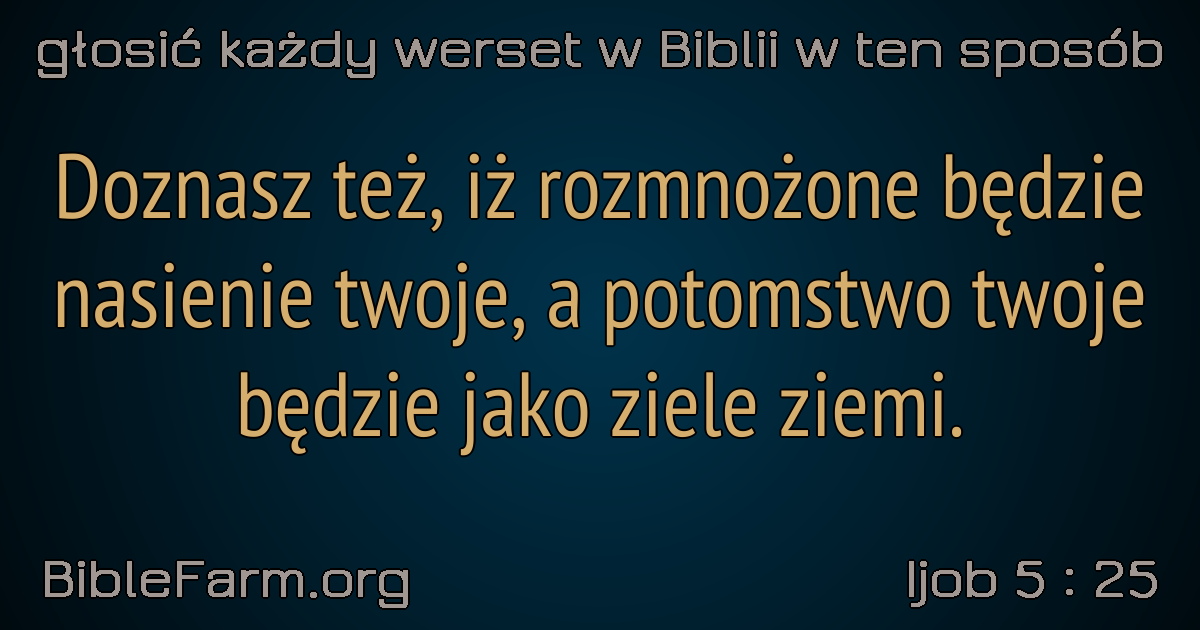 głosić każdy werset w Biblii w ten sposób
Doznasz też, iż rozmnożone będzie
nasienie twoje, a potomstwo twoje
będzie jako ziele ziemi.
BibleFarm.org
Ijob 5 : 25